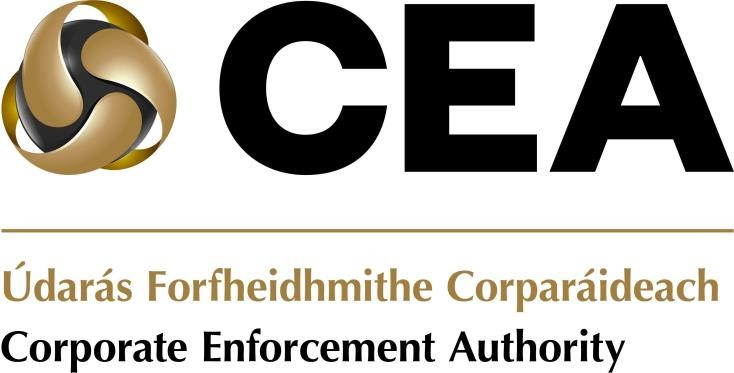 CEA
Údarás Forfheidhmithe Corparáideach
Corporate Enforcement Authority